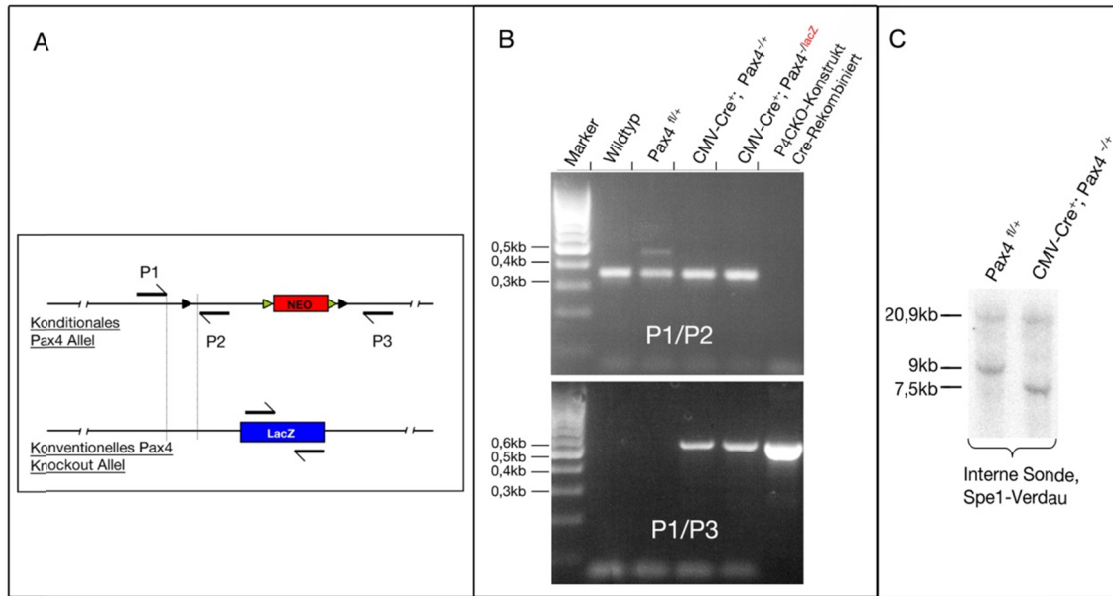 A
P1
NEO
P2
P3
Konditionales
Pax4 Allel
LacZ
Konventionelles Pax4
Knockout Allel
B
Marker
Wildtyp
Pax4 fl/+
CMV-Cre+; Pax4-/+
CMV-Cre+; Pax4-/lacZ
P4CKO-Konstrukt
Cre-Rekombiniert
0,5kb
0,4kb
0,3kb
P1/P2
0,6kb
0,5kb
0,4kb
0,3kb
P1/P3
C
Pax4 fl/+
CMV-Cre+; Pax4 -/+
20,9kb
9kb
7,5kb
Interne Sonde,
Spe1-Verdau